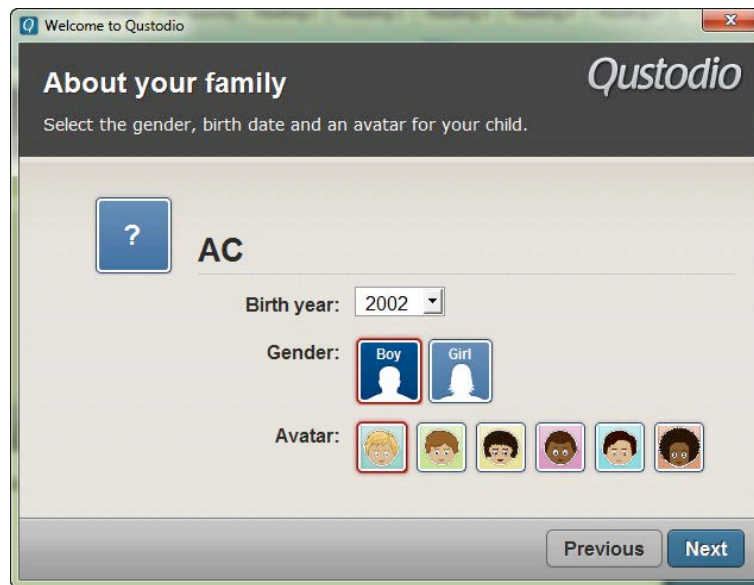 Welcome to Qustodio
About your family
Qustodio
Select the gender, birth date and an avatar for your child.
?
AC
Birth year: 2002
Gender: Boy Girl
Avatar:
Previous Next